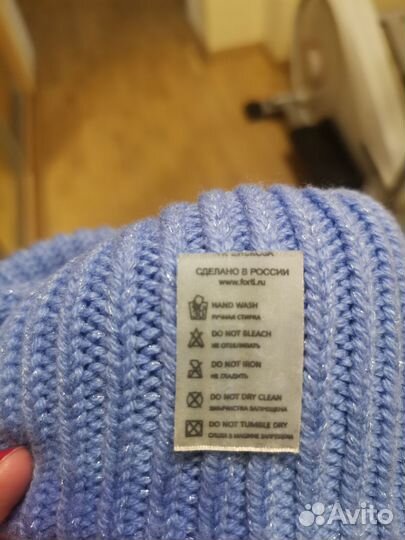 СДЕЛАНО В РОССИИ
www.forti.ru
HAND WASH
РУЧНАЯ СТИРКА
DO NOT BLEACH
НЕ ОТБЕЛИВАТЬ
DO NOT IRON
НЕ ГЛАДИТЬ
DO NOT DRY CLEAN
ХИМЧИСТКА ЗАПРЕЩЕНА
DO NOT TUMBLE DRY
СУШКА В МАШИНЕ ЗАПРЕЩЕНА
Avito